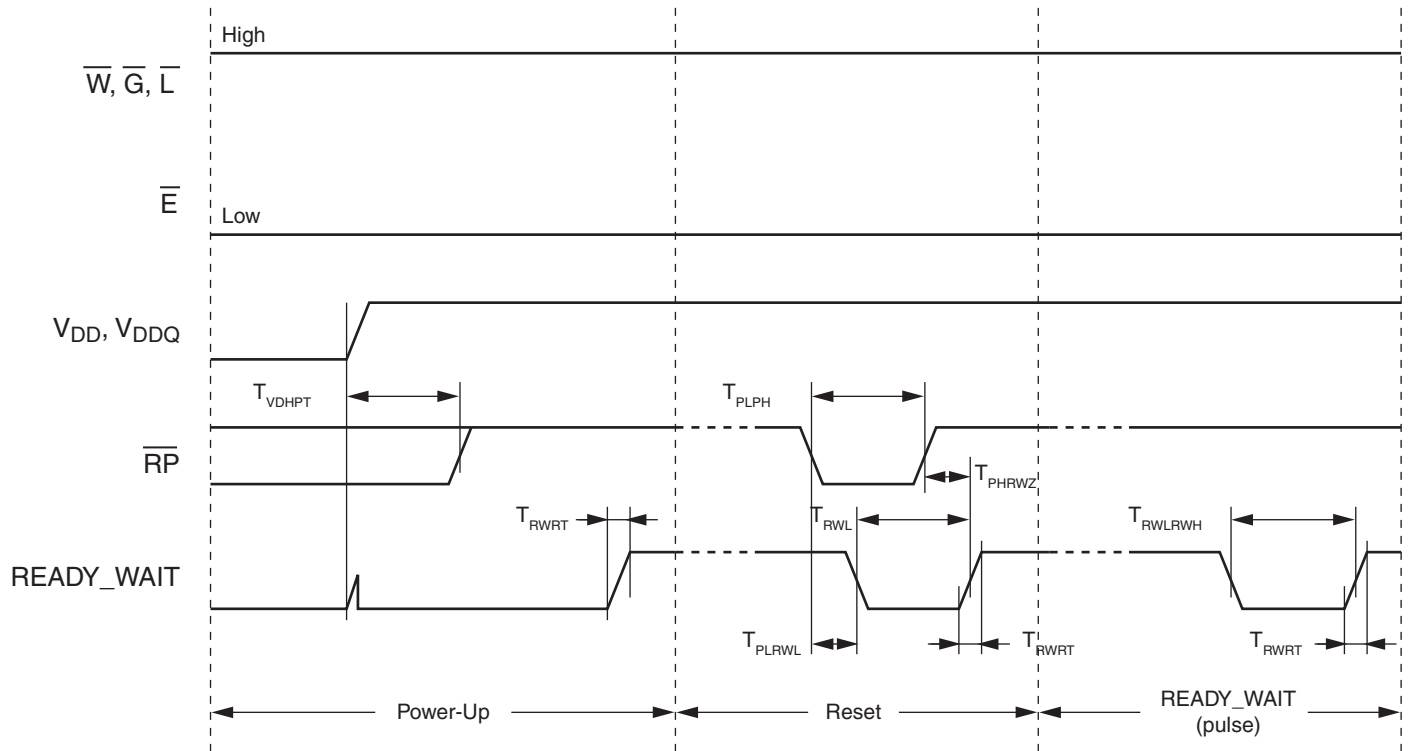 High
W, G, L
E
Low
VDD, VDDQ
TVDHPT
TPLPH
RP
TPHRWZ
TRWRT
TRWL
TRWLRWH
READY_WAIT
TPLRWL
TRWRT
TRWRT
Power-Up
Reset
READY_WAIT
(pulse)